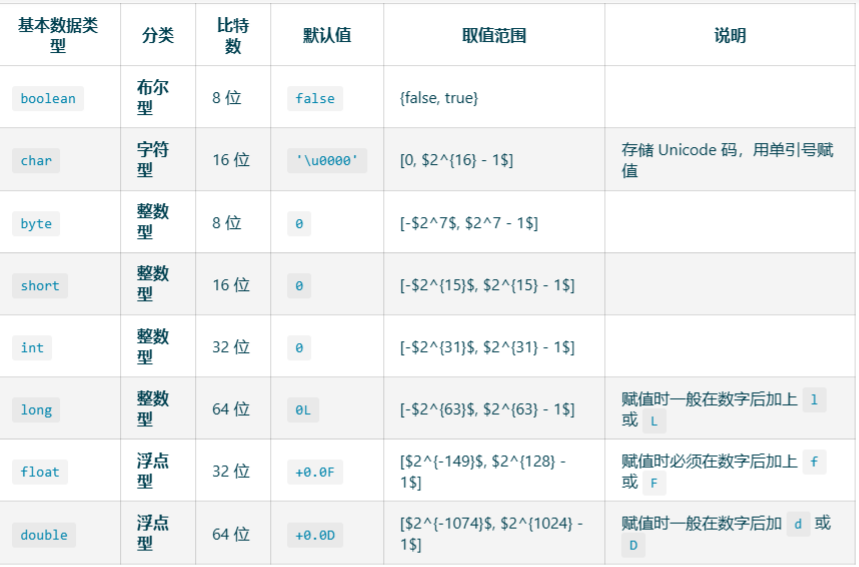 基本数据类
型
分类
比特
数
默认值
取值范围
说明
boolean
布尔
型
8 位
false
{false, true}
char
字符
型
16 位
'\u0000'
[0, $2^{16} - 1$]
存储 Unicode 码，用单引号赋
值
byte
整数
型
8 位
0
[-$2^7$, $2^7 - 1$]
short
整数
型
16 位
0
[-$2^{15}$, $2^{15} - 1$]
int
整数
型
32 位
0
[-$2^{31}$, $2^{31} - 1$]
long
整数
型
64 位
0L
[-$2^{63}$, $2^{63} - 1$]
赋值时一般在数字后加上 l
或 L
float
浮点
型
32 位
+0.0F
[$2^{-149}$, $2^{128} -
1$]
赋值时必须在数字后加上 f
或 F
double
浮点
型
64 位
+0.0D
[$2^{-1074}$, $2^{1024} -
1$]
赋值时一般在数字后加 d 或
D